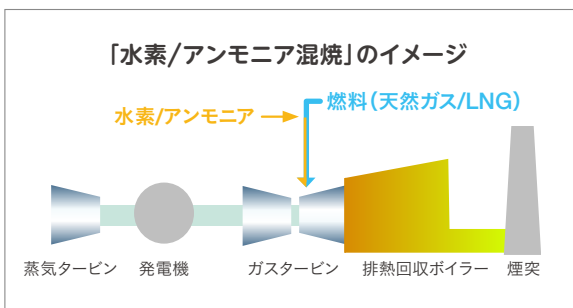 「水素/アンモニア混焼」のイメージ
燃料(天然ガス/LNG)
水素/アンモニア
蒸気タービン 発電機 ガスタービン 排熱回収ボイラー 煙突